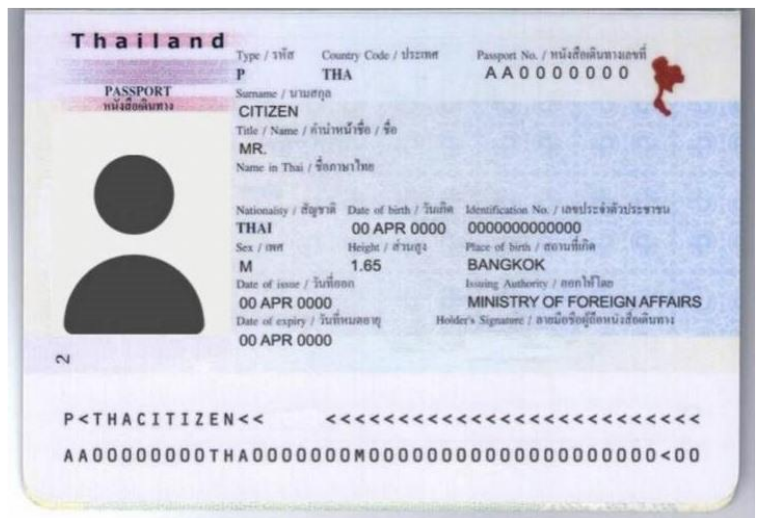 Thailand
PASSPORT
หนังสือเดินทาง
Type / รหัส Country Code / ประเทศ Passport No. / หนังสือเดินทางเลขที่
P THA AA0000000
Surname / นามสกุล
CITIZEN
Title / Name / คำนำหน้าชื่อ / ชื่อ
MR.
Name in Thai / ชื่อภาษาไทย
Nationality / สัญชาติ Date of birth / วันเกิด Identification No. / เลขประจำตัวประชาชน
THAI 00 APR 0000 0000000000000
Sex / เพศ Height / ส่วนสูง Place of birth / สถานที่เกิด
M 1.65 BANGKOK
Date of issue / วันที่ออก Issuing Authority / ออกให้โดย
00 APR 0000 MINISTRY OF FOREIGN AFFAIRS
Date of expiry / วันที่หมดอายุ Holder's Signature / ลายมือชื่อผู้ถือหนังสือเดินทาง
00 APR 0000
2
P<THACITIZEN<< <<<<<<<<<<<<<<<<<<<<<<<<<<
AA00000000THA0000000M0000000000000000000000<00